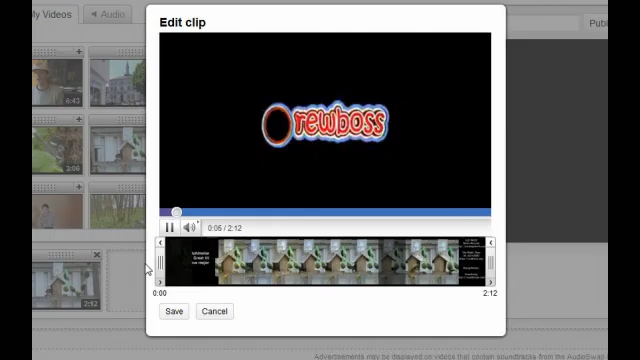 My Videos
Audio
Edit clip
Publ
6:43
rewboss
2:06
0:05 / 2:12
2:12
0:00
2:12
Save
Cancel
Advertisements may be displayed on videos that contain soundtracks from the AudioSwap